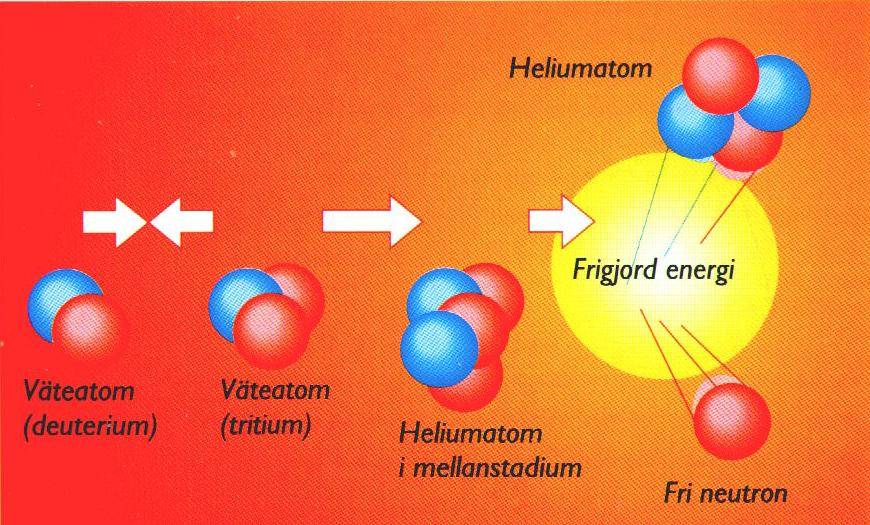 Heliumatom
Frigjord energi
Väteatom
(deuterium)
Väteatom
(tritium)
Heliumatom
i mellanstadium
Fri neutron